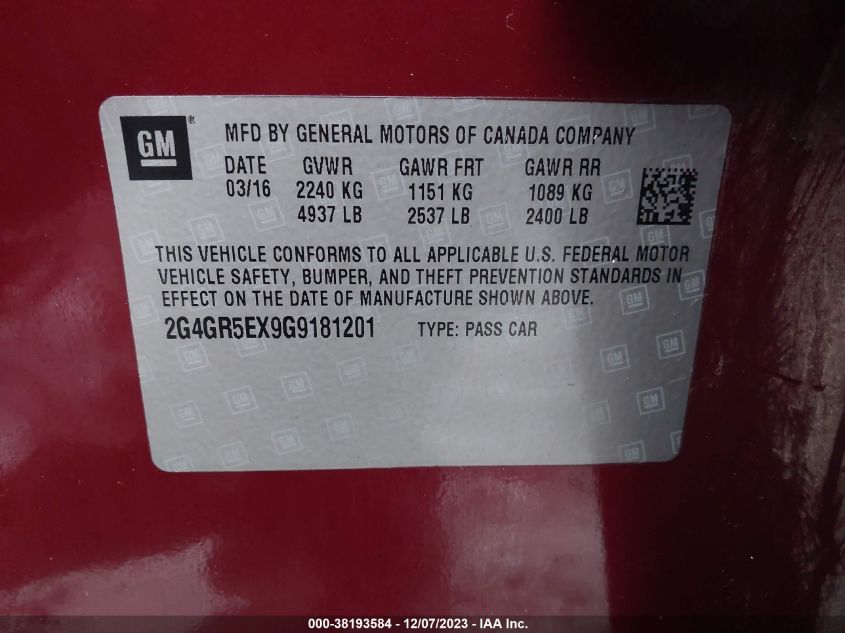 GM ®
MFD BY GENERAL MOTORS OF CANADA COMPANY
DATE GVWR GAWR FRT GAWR RR
03/16 2240 KG 1151 KG 1089 KG
4937 LB 2537 LB 2400 LB
THIS VEHICLE CONFORMS TO ALL APPLICABLE U.S. FEDERAL MOTOR
VEHICLE SAFETY, BUMPER, AND THEFT PREVENTION STANDARDS IN
EFFECT ON THE DATE OF MANUFACTURE SHOWN ABOVE.
2G4GR5EX9G9181201 TYPE: PASS CAR
000-38193584 - 12/07/2023 - IAA Inc.